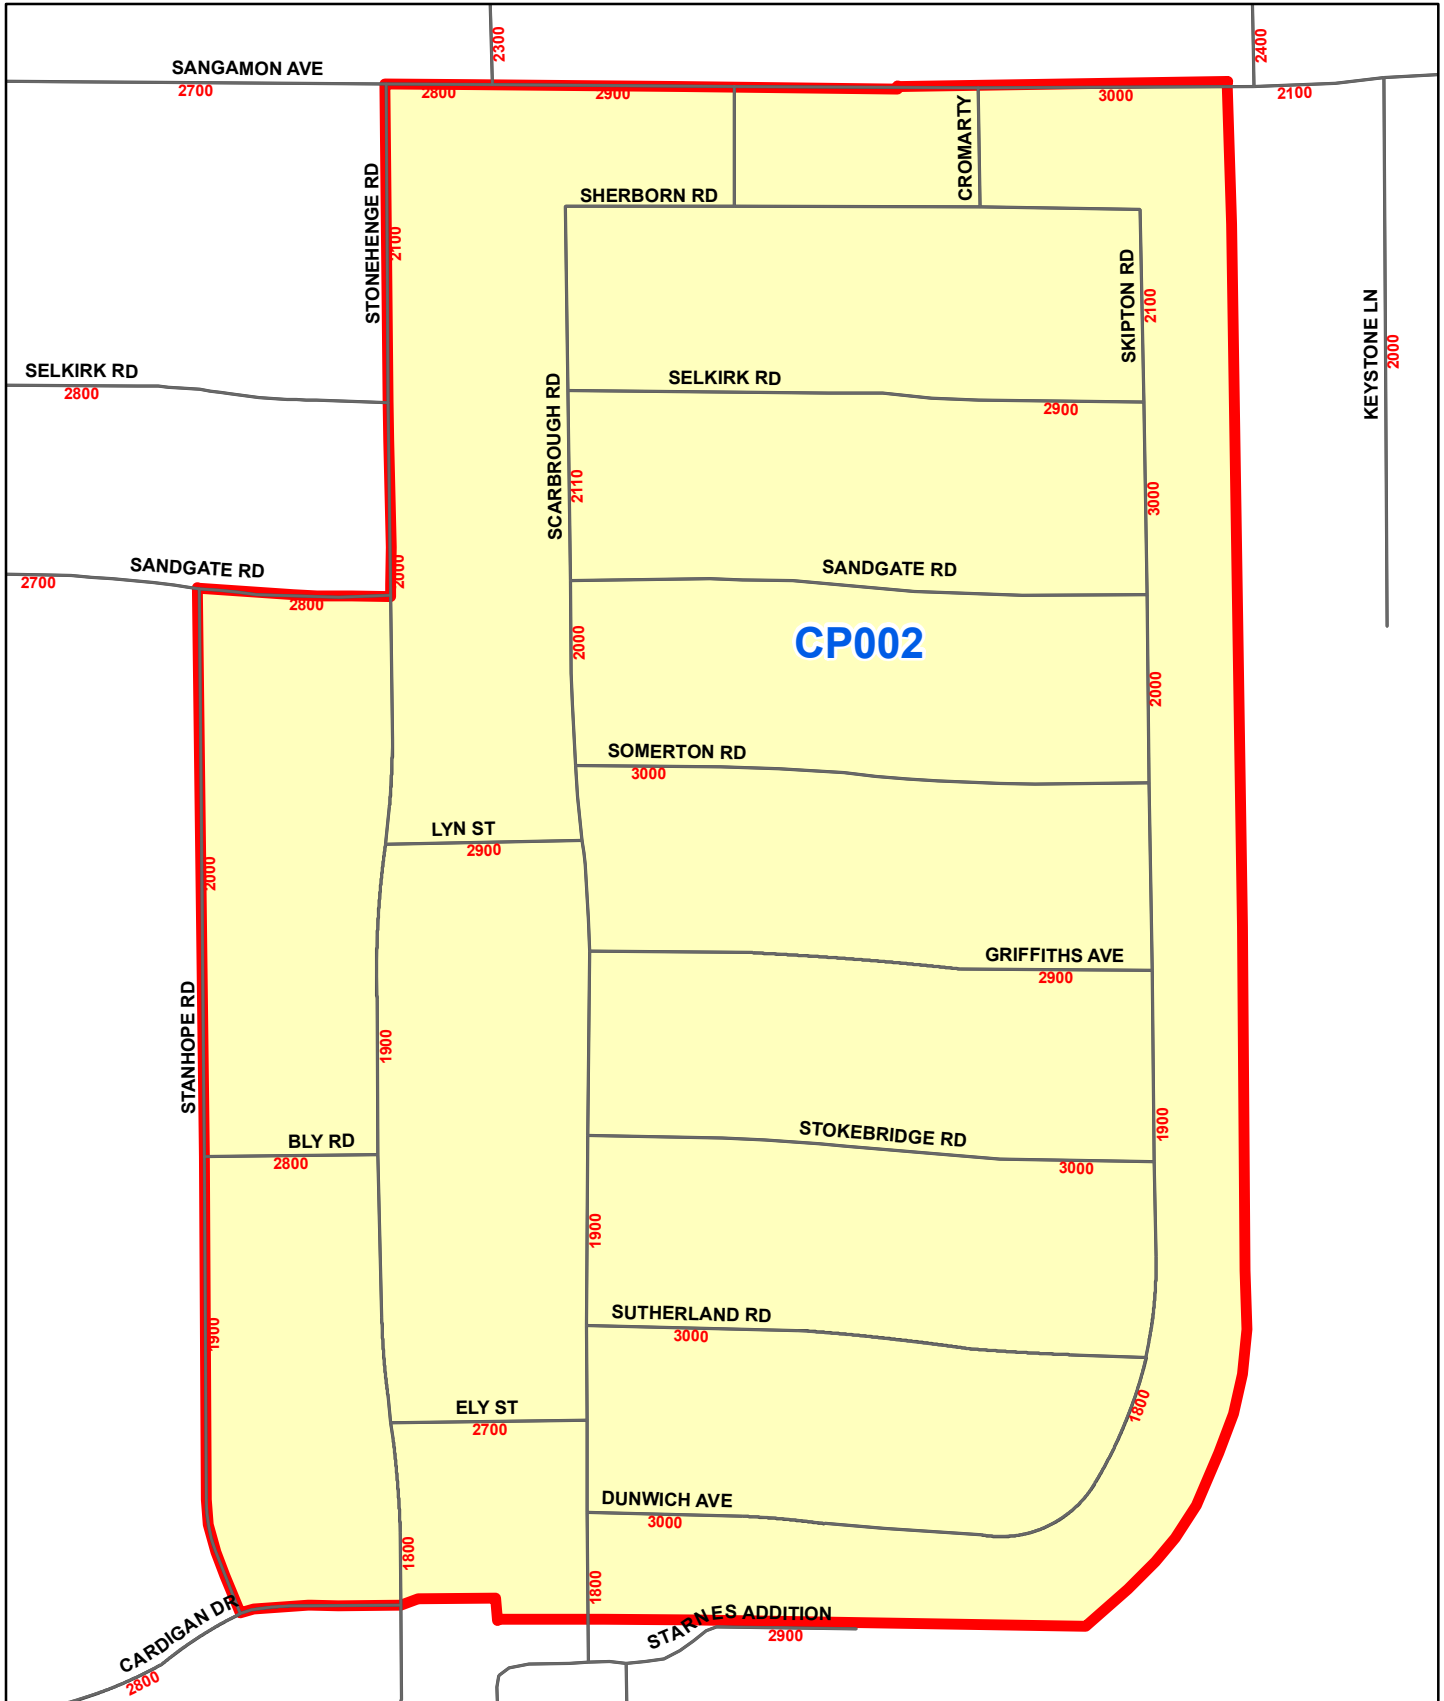 2300
2400
SANGAMON AVE
2700
2800
2900
3000
2100
CROMARTY
STONEHENGE RD
2100
SHERBORN RD
SKIPTON RD
2100
KEYSTONE LN
2000
SELKIRK RD
2800
SELKIRK RD
2900
SCARBROUGH RD
2110
3000
SANDGATE RD
2700
2800
2000
SANDGATE RD
CP002
2000
2000
SOMERTON RD
3000
LYN ST
2900
2000
GRIFFITHS AVE
2900
STANHOPE RD
1900
BLY RD
2800
STOKEBRIDGE RD
3000
1900
1900
1900
SUTHERLAND RD
3000
ELY ST
2700
1800
DUNWICH AVE
3000
1800
1800
CARDIGAN DR
2800
STARNES ADDITION
2900